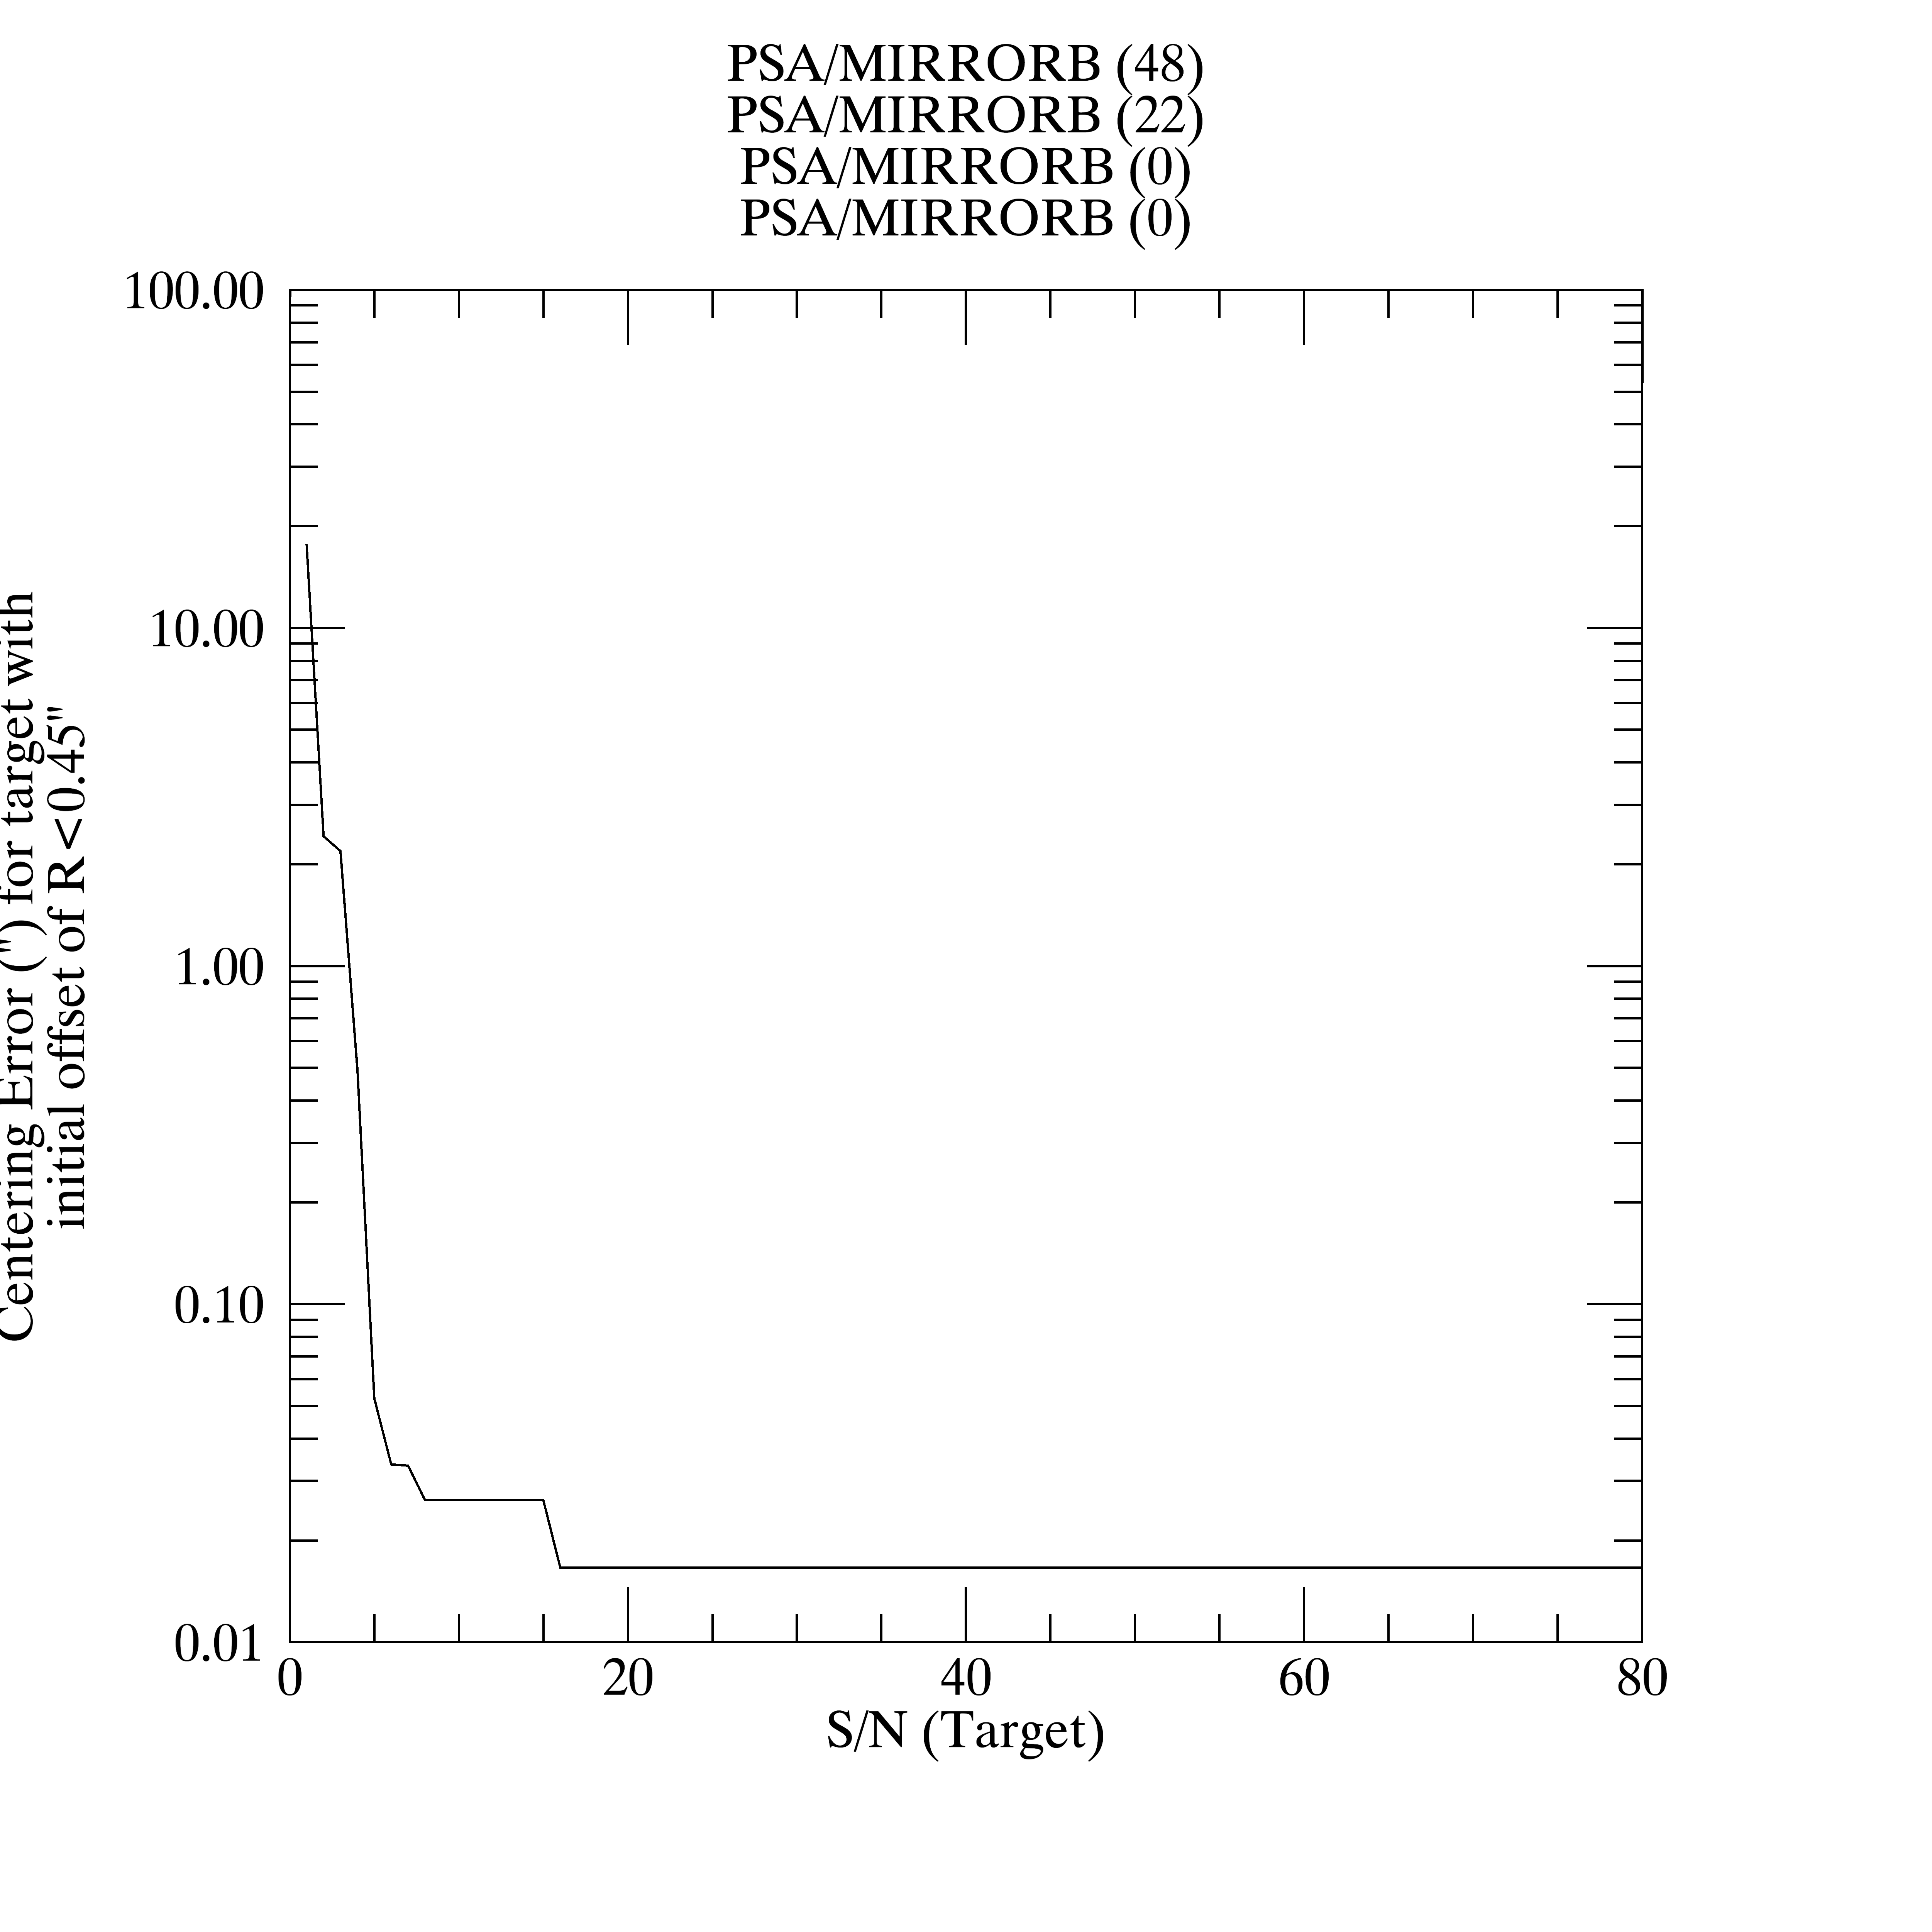 PSA/MIRRORB (48)
PSA/MIRRORB (22)
PSA/MIRRORB (0)
PSA/MIRRORB (0)
Centering Error (") for target with
initial offset of R<0.45"
100.00
10.00
1.00
0.10
0.01
0 20 40 60 80
S/N (Target)